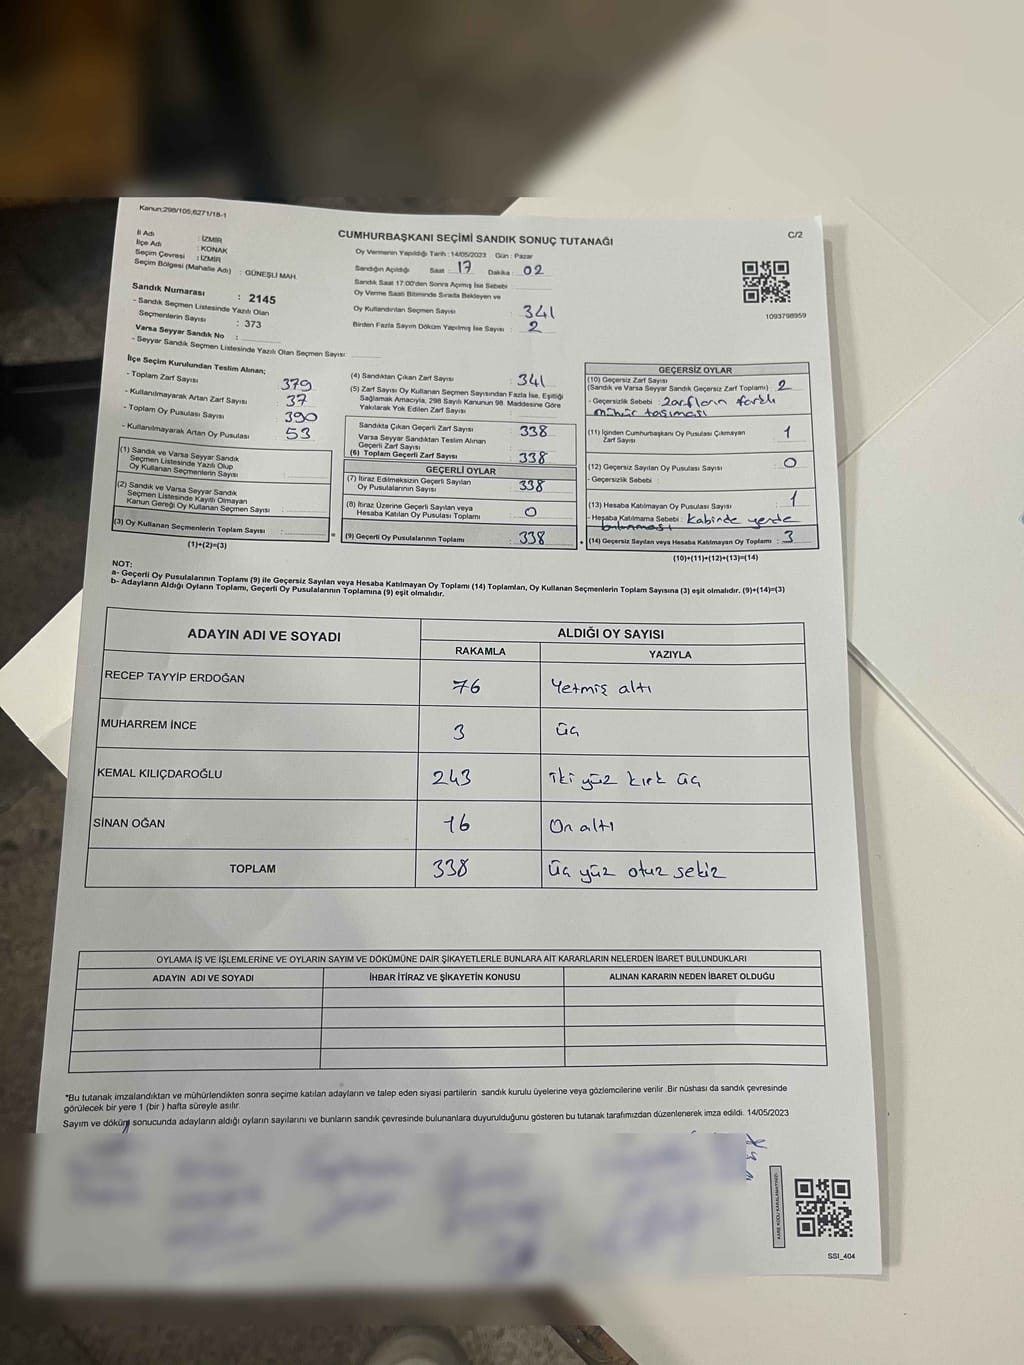 Kanun;298/105,6271/18-1
C/2
CUMHURBAŞKANI SEÇİMİ SANDIK SONUÇ TUTANAĞI
İl Adı : İZMİR
İlçe Adı : KONAK
Seçim Çevresi : İZMİR
Seçim Bölgesi (Mahalle Adı) : GÜNEŞLİ MAH.
Sandık Numarası : 2145
- Sandık Seçmen Listesinde Yazılı Olan
Seçmenlerin Sayısı : 373
Varsa Seyyar Sandık No :
- Seyyar Sandık Seçmen Listesinde Yazılı Olan Seçmen Sayısı:
Oy Vermenin Yapıldığı Tarih :14/05/2023 Gün : Pazar
Sandığın Açıldığı Saat : 17 Dakika : 02
Sandık Saat 17:00'den Sonra Açımış İse Sebebi
Oy Verme Saati Bitiminde Sırada Bekleyen ve
Oy Kullandırılan Seçmen Sayısı : 341
Birden Fazla Sayım Döküm Yapılmış İse Sayısı : 2
1093798959
İlçe Seçim Kurulundan Teslim Alınan;
- Toplam Zarf Sayısı : 379
- Kullanılmayarak Artan Zarf Sayısı : 37
- Toplam Oy Pusulası Sayısı : 390
- Kullanılmayarak Artan Oy Pusulası : 53
(1) Sandık ve Varsa Seyyar Sandık
Seçmen Listesinde Yazılı Olup
Oy Kullanan Seçmenlerin Sayısı :
(2) Sandık ve Varsa Seyyar Sandık
Seçmen Listesinde Kayıtlı Olmayan
Kanun Gereği Oy Kullanan Seçmen Sayısı :
(3) Oy Kullanan Seçmenlerin Toplam Sayısı :
(1)+(2)=(3)
(4) Sandıktan Çıkan Zarf Sayısı : 341
(5) Zarf Sayısı Oy Kullanan Seçmen Sayısından Fazla İse, Eşitliği
Sağlamak Amacıyla, 298 Sayılı Kanunun 98. Maddesine Göre
Yakılarak Yok Edilen Zarf Sayısı :
Sandıkta Çıkan Geçerli Zarf Sayısı : 338
Varsa Seyyar Sandıktan Teslim Alınan
Geçerli Zarf Sayısı :
(6) Toplam Geçerli Zarf Sayısı : 338
GEÇERLİ OYLAR
(7) İtiraz Edilmeksizin Geçerli Sayılan
Oy Pusulalarının Sayısı : 338
(8) İtiraz Üzerine Geçerli Sayılan veya
Hesaba Katılan Oy Pusulası Toplamı : 0
= (9) Geçerli Oy Pusulalarının Toplamı : 338
GEÇERSİZ OYLAR
(10) Geçersiz Zarf Sayısı
(Sandık ve Varsa Seyyar Sandık Geçersiz Zarf Toplamı) : 2
- Geçersizlik Sebebi : Zarfların farklı
mühür taşıması
(11) İçinden Cumhurbaşkanı Oy Pusulası Çıkmayan
Zarf Sayısı : 1
(12) Geçersiz Sayılan Oy Pusulası Sayısı : 0
- Geçersizlik Sebebi :
(13) Hesaba Katılmayan Oy Pusulası Sayısı : 1
- Hesaba Katılmama Sebebi : Kabinde yerde
bulunması
+ (14) Geçersiz Sayılan veya Hesaba Katılmayan Oy Toplamı : 3
(10)+(11)+(12)+(13)=(14)
NOT:
a- Geçerli Oy Pusulalarının Toplamı (9) ile Geçersiz Sayılan veya Hesaba Katılmayan Oy Toplamı (14) Toplamları, Oy Kullanan Seçmenlerin Toplam Sayısına (3) eşit olmalıdır. (9)+(14)=(3)
b- Adayların Aldığı Oyların Toplamı, Geçerli Oy Pusulalarının Toplamına (9) eşit olmalıdır.
ADAYIN ADI VE SOYADI ALDIĞI OY SAYISI
RAKAMLA YAZIYLA
RECEP TAYYİP ERDOĞAN 76 Yetmiş altı
MUHARREM İNCE 3 üç
KEMAL KILIÇDAROĞLU 243 iki yüz kırk üç
SİNAN OĞAN 16 On altı
TOPLAM 338 üç yüz otuz sekiz
OYLAMA İŞ VE İŞLEMLERİNE VE OYLARIN SAYIM VE DÖKÜMÜNE DAİR ŞİKAYETLERLE BUNLARA AİT KARARLARIN NELERDEN İBARET BULUNDUKLARI
ADAYIN ADI VE SOYADI İHBAR İTİRAZ VE ŞİKAYETİN KONUSU ALINAN KARARIN NEDEN İBARET OLDUĞU
*Bu tutanak imzalandıktan ve mühürlendikten sonra seçime katılan adayların ve talep eden siyasi partilerin sandık kurulu üyelerine veya gözlemcilerine verilir .Bir nüshası da sandık çevresinde
görülecek bir yere 1 (bir ) hafta süreyle asılır.
Sayım ve döküm sonucunda adayların aldığı oyların sayılarını ve bunların sandık çevresinde bulunanlara duyurulduğunu gösteren bu tutanak tarafımızdan düzenlenerek imza edildi. 14/05/2023
KARE KODU KARALAMAYINIZ!
SSI_404